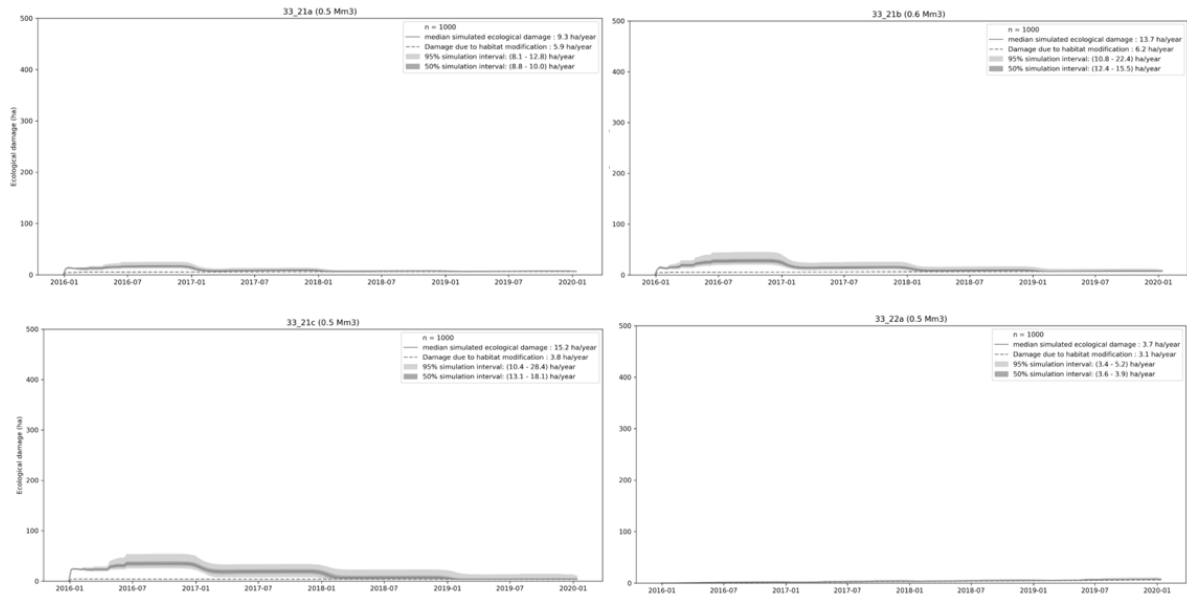 33_21a (0.5 Mm3)
n = 1000
median simulated ecological damage : 9.3 ha/year
Damage due to habitat modification : 5.9 ha/year
95% simulation interval: (8.1 - 12.8) ha/year
50% simulation interval: (8.8 - 10.0) ha/year
Ecological damage (ha)
500
400
300
200
100
0
2016-01 2016-07 2017-01 2017-07 2018-01 2018-07 2019-01 2019-07 2020-01
33_21b (0.6 Mm3)
n = 1000
median simulated ecological damage : 13.7 ha/year
Damage due to habitat modification : 6.2 ha/year
95% simulation interval: (10.8 - 22.4) ha/year
50% simulation interval: (12.4 - 15.5) ha/year
500
400
300
200
100
0
2016-01 2016-07 2017-01 2017-07 2018-01 2018-07 2019-01 2019-07 2020-01
33_21c (0.5 Mm3)
n = 1000
median simulated ecological damage : 15.2 ha/year
Damage due to habitat modification : 3.8 ha/year
95% simulation interval: (10.4 - 28.4) ha/year
50% simulation interval: (13.1 - 18.1) ha/year
Ecological damage (ha)
500
400
300
200
100
0
2016-01 2016-07 2017-01 2017-07 2018-01 2018-07 2019-01 2019-07 2020-01
33_22a (0.5 Mm3)
n = 1000
median simulated ecological damage : 3.7 ha/year
Damage due to habitat modification : 3.1 ha/year
95% simulation interval: (3.4 - 5.2) ha/year
50% simulation interval: (3.6 - 3.9) ha/year
500
400
300
200
100
0
2016-01 2016-07 2017-01 2017-07 2018-01 2018-07 2019-01 2019-07 2020-01